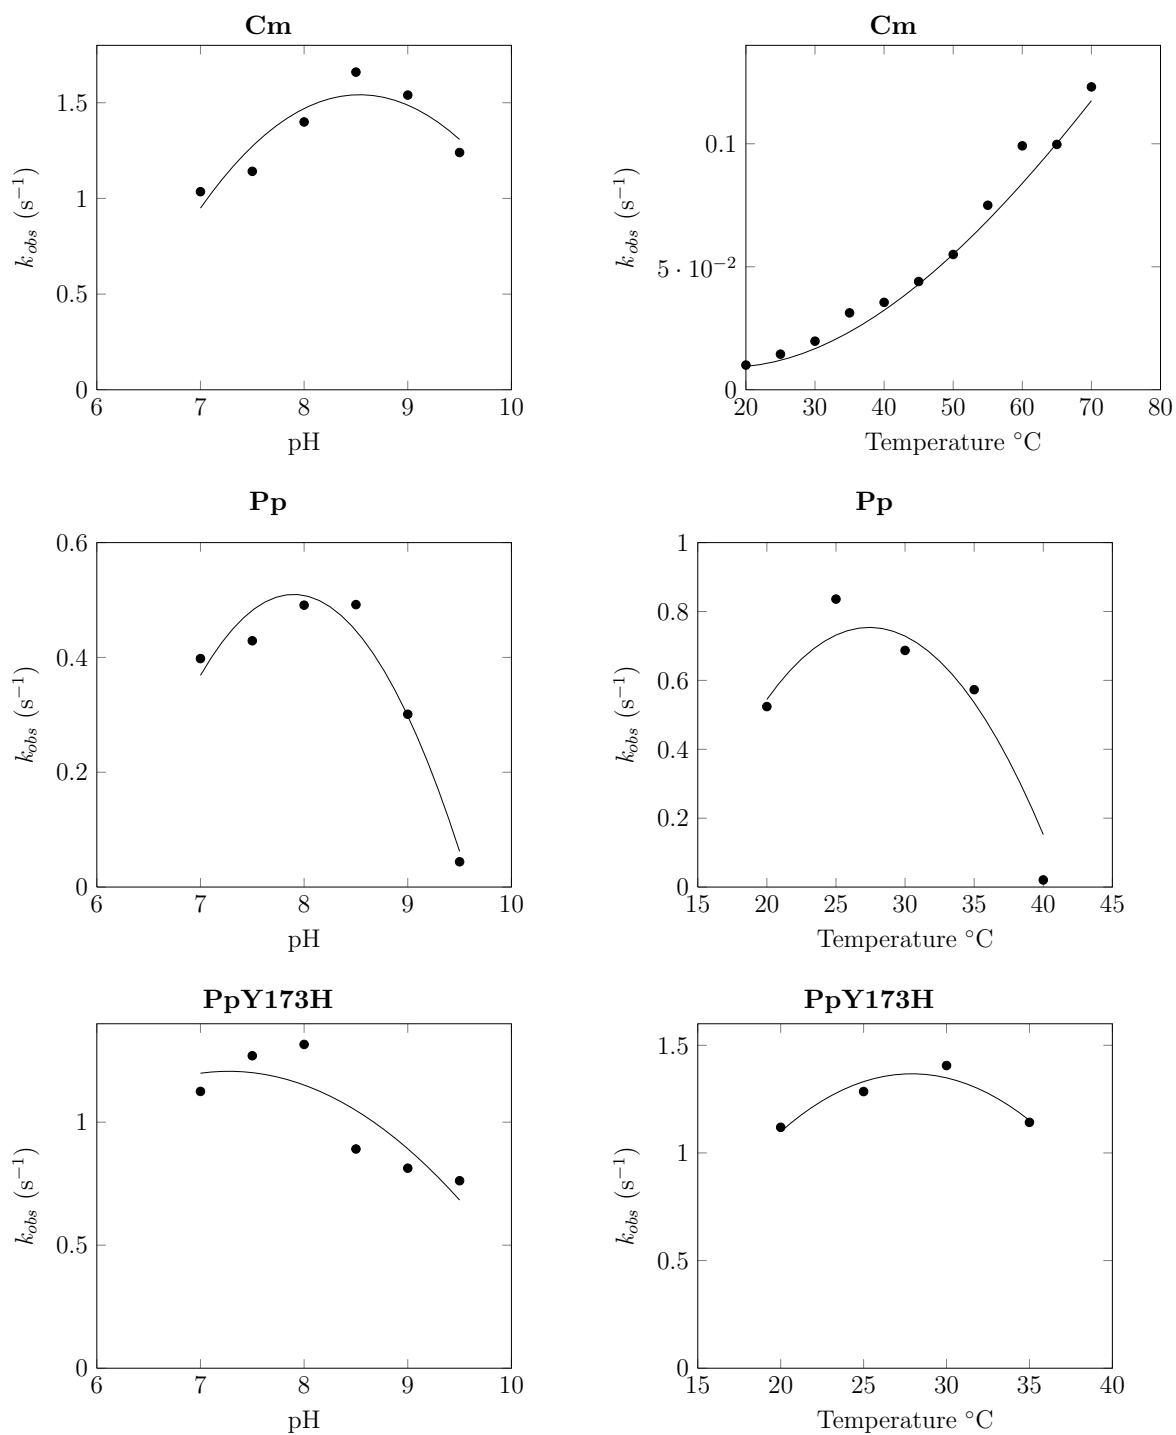 Cm
1.5
1
0.5
0
6 7 8 9 10
k_obs (s⁻¹)
pH
Cm
0.1
5 · 10⁻²
0
20 30 40 50 60 70 80
k_obs (s⁻¹)
Temperature °C
Pp
0.6
0.4
0.2
0
6 7 8 9 10
k_obs (s⁻¹)
pH
Pp
1
0.8
0.6
0.4
0.2
0
15 20 25 30 35 40 45
k_obs (s⁻¹)
Temperature °C
PpY173H
1
0.5
0
6 7 8 9 10
k_obs (s⁻¹)
pH
PpY173H
1.5
1
0.5
0
15 20 25 30 35 40
k_obs (s⁻¹)
Temperature °C